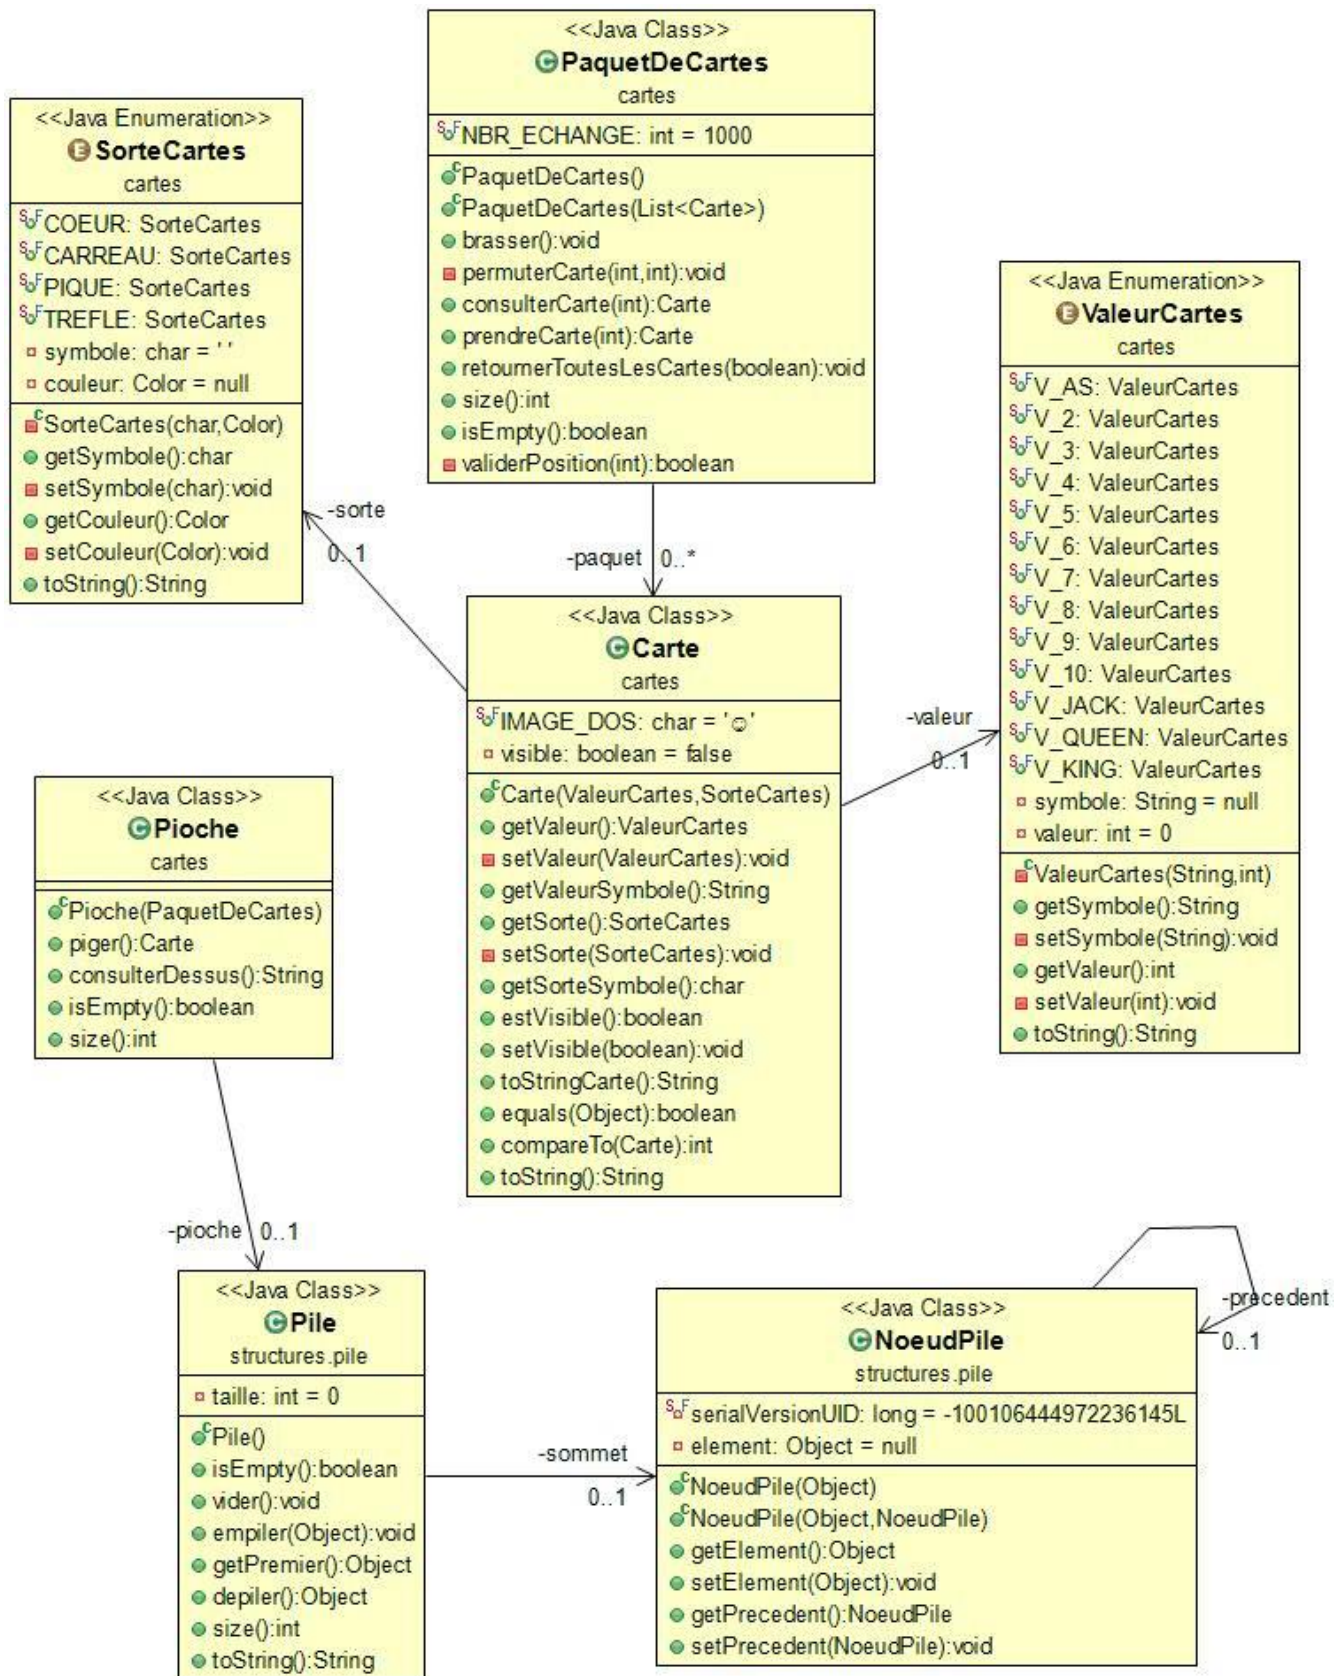 <<Java Class>>
PaquetDeCartes
cartes
NBR_ECHANGE: int = 1000
PaquetDeCartes()
PaquetDeCartes(List<Carte>)
brasser():void
permuterCarte(int,int):void
consulterCarte(int):Carte
prendreCarte(int):Carte
retournerToutesLesCartes(boolean):void
size():int
isEmpty():boolean
validerPosition(int):boolean
<<Java Enumeration>>
SorteCartes
cartes
COEUR: SorteCartes
CARREAU: SorteCartes
PIQUE: SorteCartes
TREFLE: SorteCartes
symbole: char = ' '
couleur: Color = null
SorteCartes(char,Color)
getSymbole():char
setSymbole(char):void
getCouleur():Color
setCouleur(Color):void
toString():String
-sorte
0..1
-paquet 0..*
<<Java Enumeration>>
ValeurCartes
cartes
V_AS: ValeurCartes
V_2: ValeurCartes
V_3: ValeurCartes
V_4: ValeurCartes
V_5: ValeurCartes
V_6: ValeurCartes
V_7: ValeurCartes
V_8: ValeurCartes
V_9: ValeurCartes
V_10: ValeurCartes
V_JACK: ValeurCartes
V_QUEEN: ValeurCartes
V_KING: ValeurCartes
symbole: String = null
valeur: int = 0
ValeurCartes(String,int)
getSymbole():String
setSymbole(String):void
getValeur():int
setValeur(int):void
toString():String
<<Java Class>>
Carte
cartes
IMAGE_DOS: char = '☺'
visible: boolean = false
Carte(ValeurCartes,SorteCartes)
getValeur():ValeurCartes
setValeur(ValeurCartes):void
getValeurSymbole():String
getSorte():SorteCartes
setSorte(SorteCartes):void
getSorteSymbole():char
estVisible():boolean
setVisible(boolean):void
toStringCarte():String
equals(Object):boolean
compareTo(Carte):int
toString():String
-valeur
0..1
<<Java Class>>
Pioche
cartes
Pioche(PaquetDeCartes)
piger():Carte
consulterDessus():String
isEmpty():boolean
size():int
-pioche 0..1
<<Java Class>>
Pile
structures.pile
taille: int = 0
Pile()
isEmpty():boolean
vider():void
empiler(Object):void
getPremier():Object
depiler():Object
size():int
toString():String
-sommet
0..1
<<Java Class>>
NoeudPile
structures.pile
serialVersionUID: long = -100106444972236145L
element: Object = null
NoeudPile(Object)
NoeudPile(Object,NoeudPile)
getElement():Object
setElement(Object):void
getPrecedent():NoeudPile
setPrecedent(NoeudPile):void
-precedent
0..1